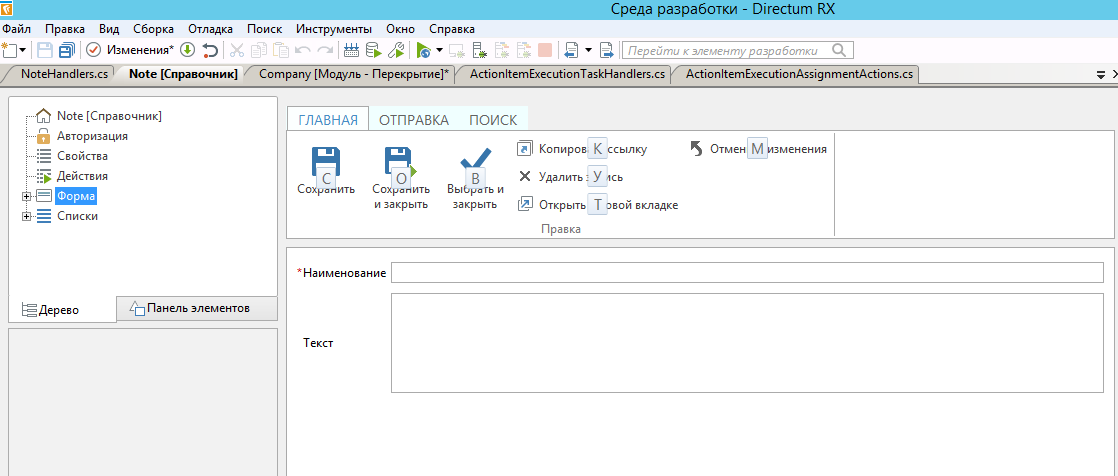 Среда разработки - Directum RX
Файл Правка Вид Сборка Отладка Поиск Инструменты Окно Справка
Изменения* Перейти к элементу разработки
NoteHandlers.cs Note [Справочник] Company [Модуль - Перекрытие]* ActionItemExecutionTaskHandlers.cs ActionItemExecutionAssignmentActions.cs
Note [Справочник]
Авторизация
Свойства
Действия
Форма
Списки
Дерево Панель элементов
ГЛАВНАЯ ОТПРАВКА ПОИСК
С
Сохранить
О
Сохранить
и закрыть
В
Выбрать и
закрыть
Копиров К ссылку
Удалить У ись
Открыть Т овой вкладке
Отмен М изменения
Правка
*Наименование
Текст